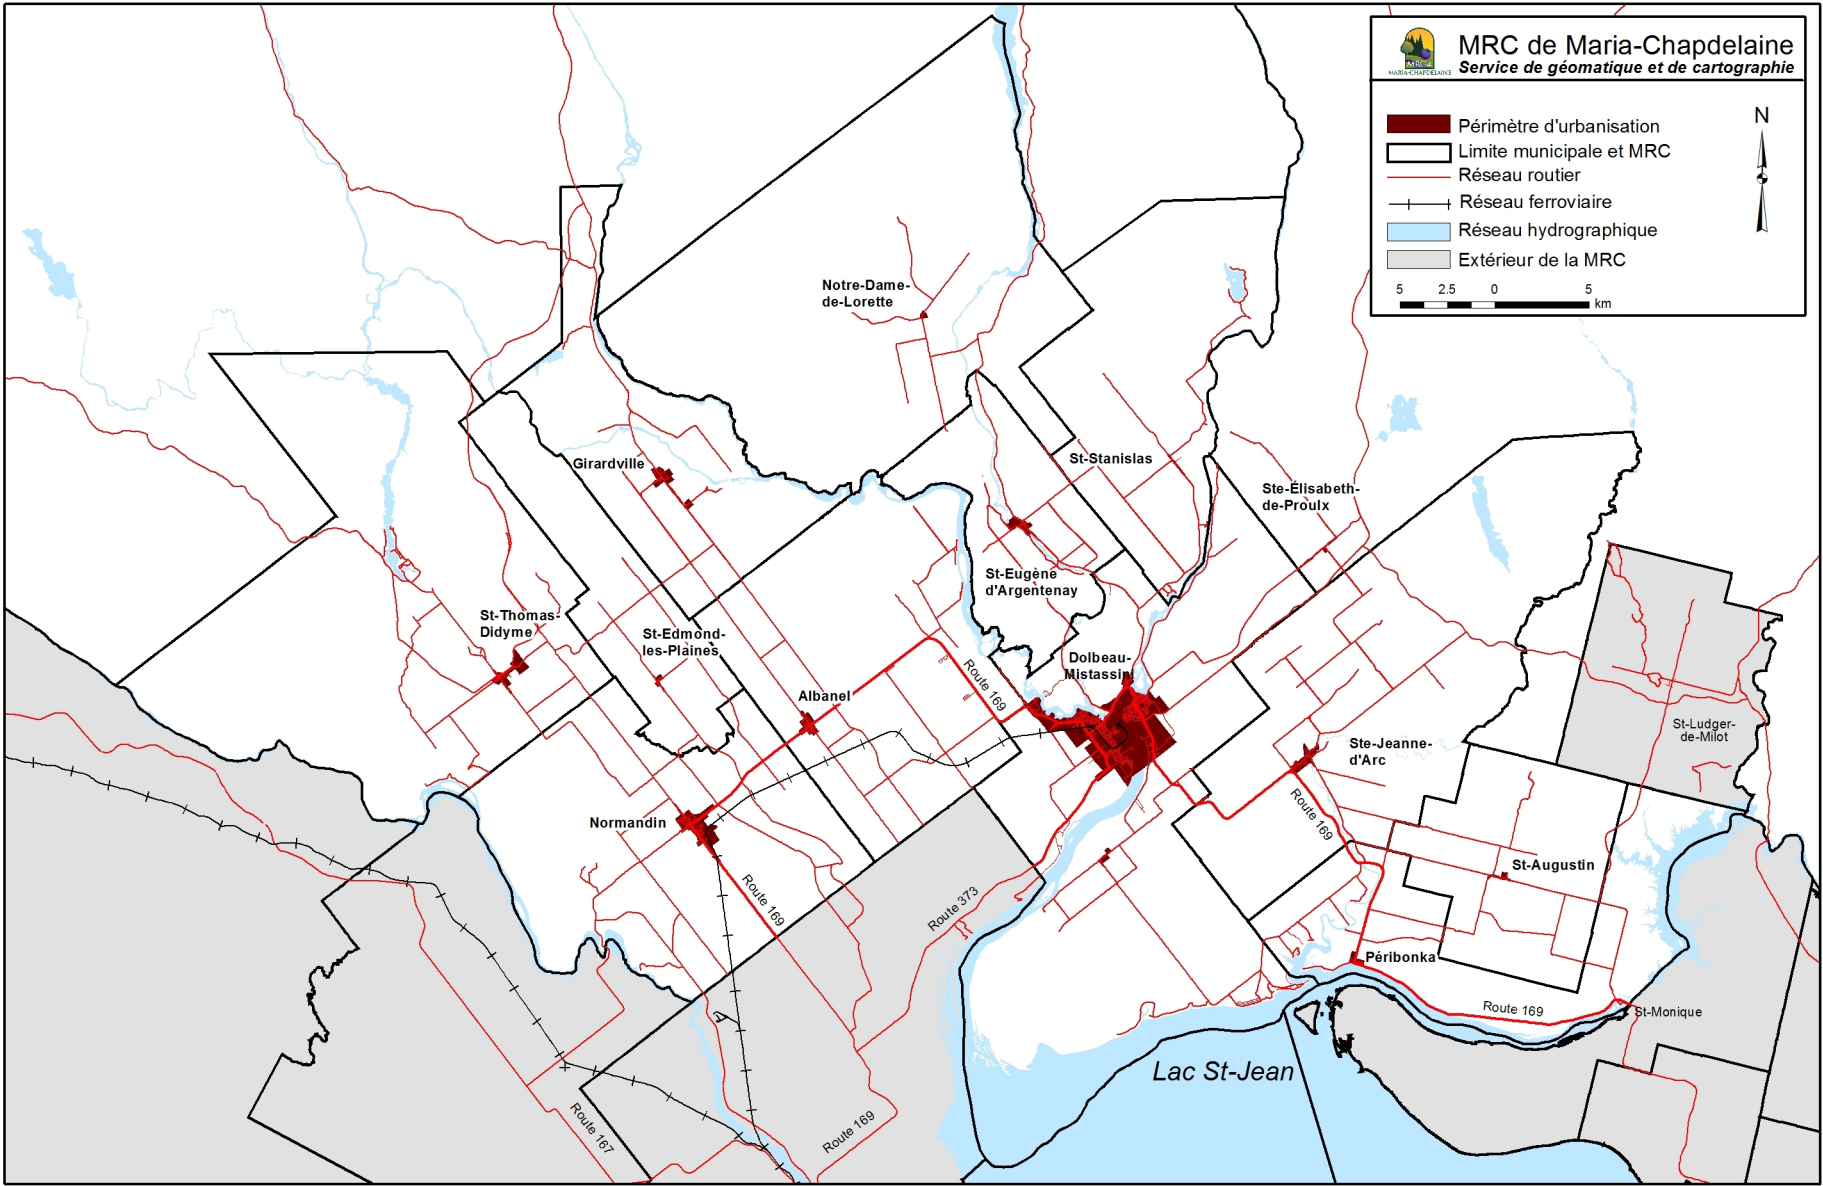 MRC de Maria-Chapdelaine
Service de géomatique et de cartographie
MRC
MARIA-CHAPDELAINE
Périmètre d'urbanisation
Limite municipale et MRC
Réseau routier
Réseau ferroviaire
Réseau hydrographique
Extérieur de la MRC
N
5 2.5 0 5
km
Notre-Dame-
de-Lorette
Girardville
St-Stanislas
Ste-Élisabeth-
de-Proulx
St-Eugène
d'Argentenay
St-Thomas-
Didyme
St-Edmond-
les-Plaines
Dolbeau-
Mistassini
Albanel
Route 169
St-Ludger-
de-Milot
Ste-Jeanne-
d'Arc
Normandin
Route 169
St-Augustin
Route 169
Route 373
Péribonka
Route 169
St-Monique
Lac St-Jean
Route 167
Route 169